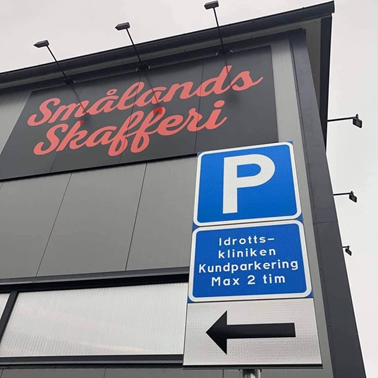 Smålands
Skafferi
P
Idrotts-
kliniken
Kundparkering
Max 2 tim